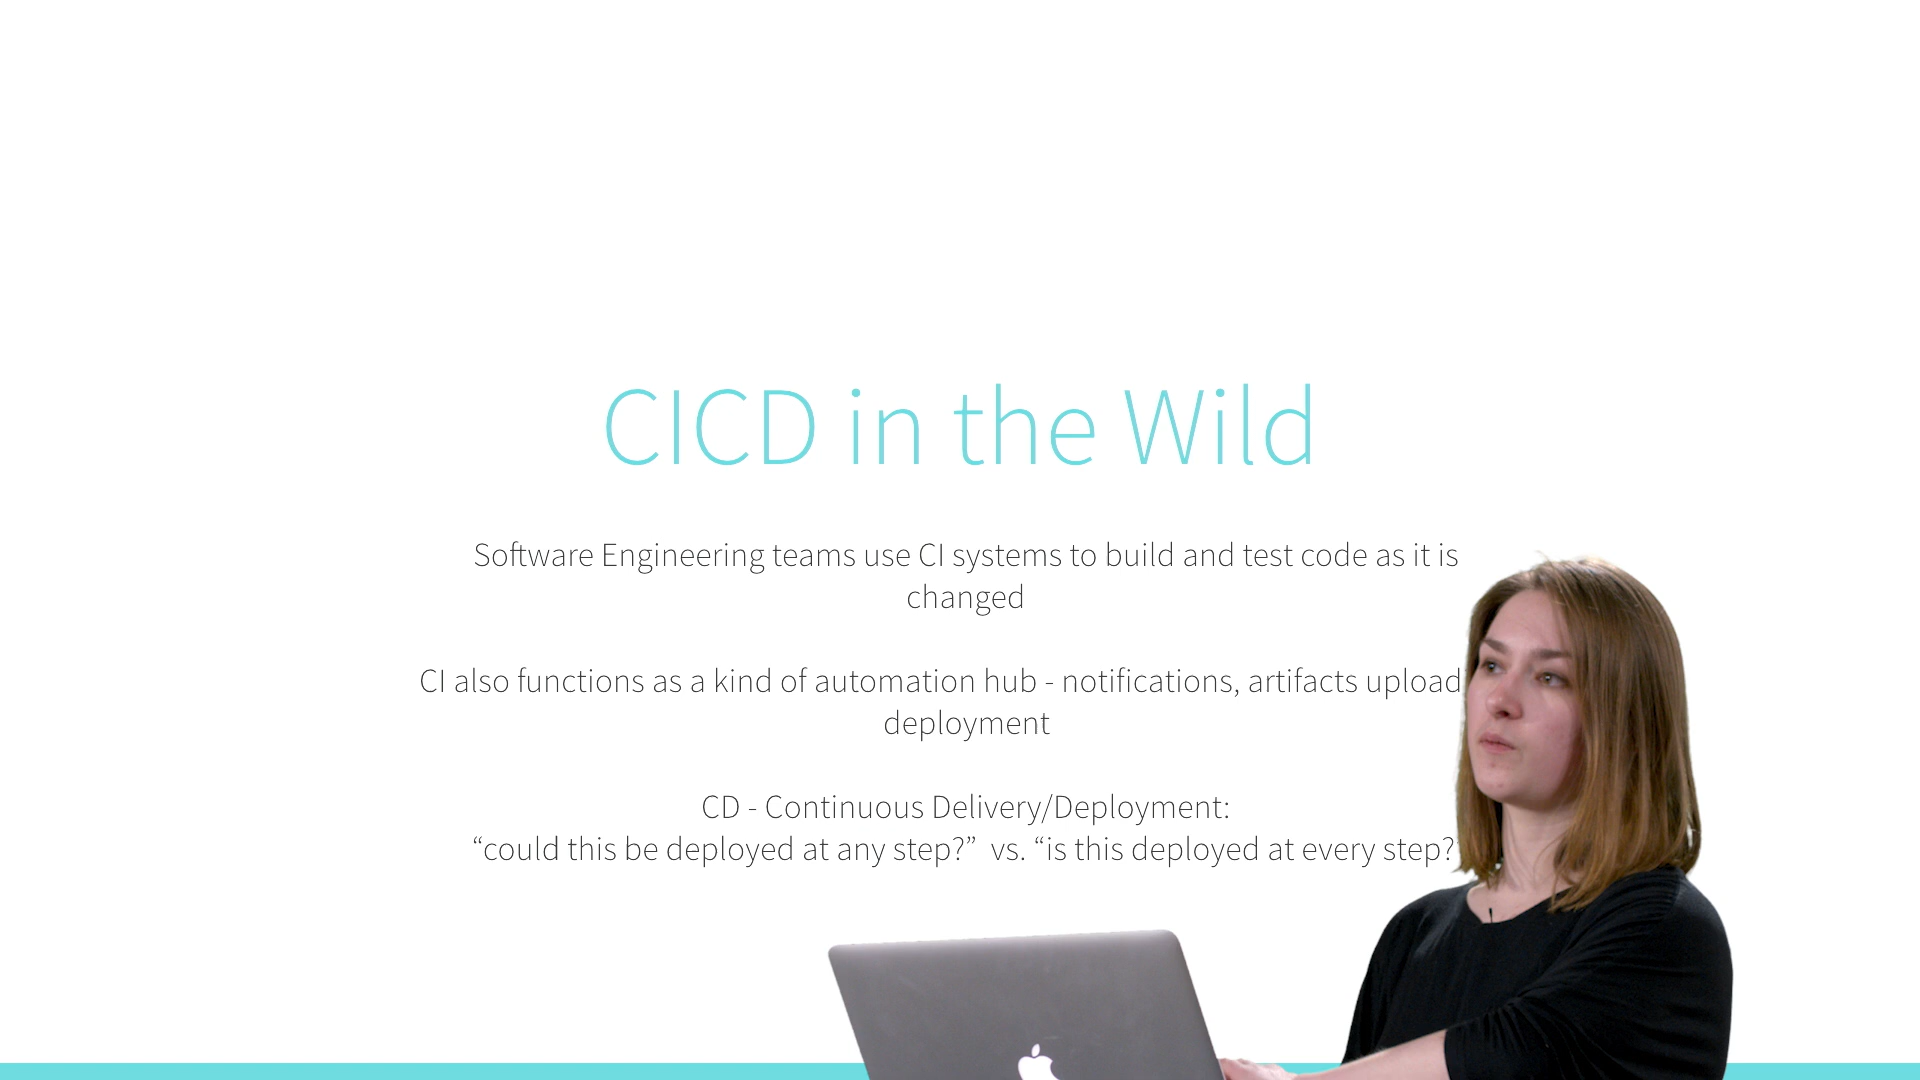 CICD in the Wild
Software Engineering teams use CI systems to build and test code as it is
changed
CI also functions as a kind of automation hub - notifications, artifacts upload
deployment
CD - Continuous Delivery/Deployment:
“could this be deployed at any step?”  vs. “is this deployed at every step?